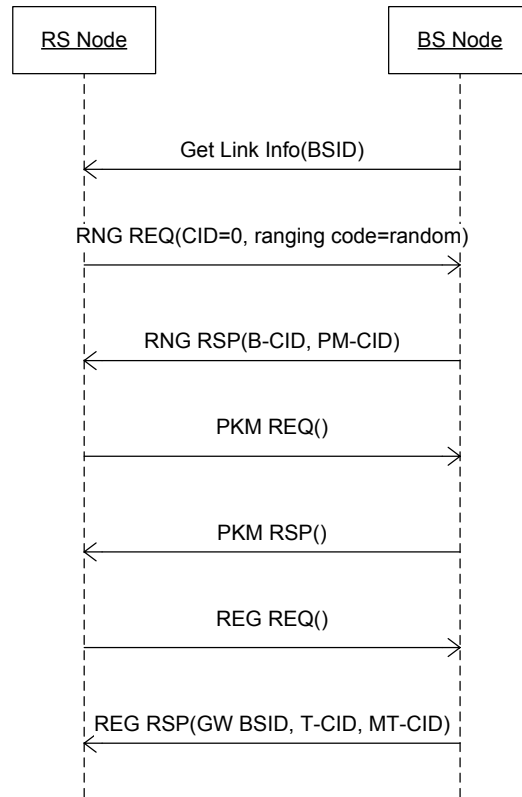 RS Node
BS Node
Get Link Info(BSID)
RNG REQ(CID=0, ranging code=random)
RNG RSP(B-CID, PM-CID)
PKM REQ()
PKM RSP()
REG REQ()
REG RSP(GW BSID, T-CID, MT-CID)